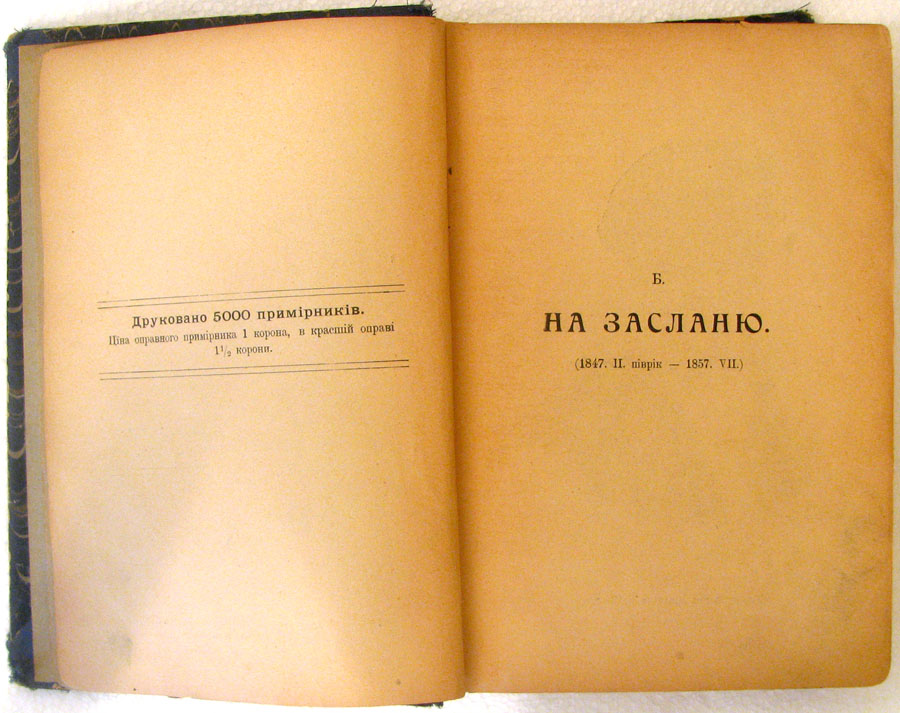 Друковано 5000 примірників.
Ціна оправного примірника 1 корона, в красшій оправі
1½ корони.
Б.
НА ЗАСЛАНЮ.
(1847. II. піврік — 1857. VII.)